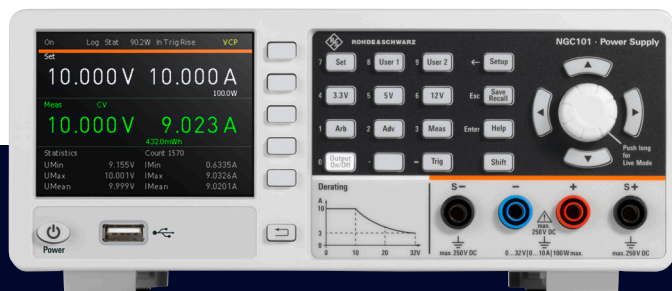 On Log Stat 90.2W InTrigRise VCP
Set
10.000 V 10.000 A
100.0W
Meas CV
10.000 V 9.023 A
432.0mWh
Statistics Count 1570
UMin 9.155V IMin 0.6335A
UMax 10.001V IMax 9.0326A
UMean 9.999V IMean 9.0201A
Power
ROHDE&SCHWARZ
NGC101 · Power Supply
7 Set 8 User 1 9 User 2 ← Setup
4 3.3V 5 5V 6 12V Esc Save Recall
1 Arb 2 Adv 3 Meas Enter Help
0 Output On/Off · – Trig Shift
Push long
for
Live Mode
Derating
A
10
3
0
0 10 20 32V
S– – + S+
max.
250V DC
max. 250V DC 0...32V|0...10A|100W max. max. 250V DC